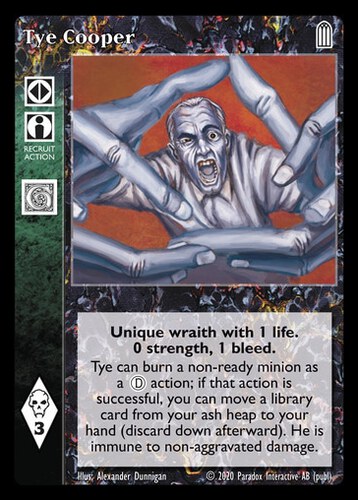 Tye Cooper
RECRUIT
ACTION
Unique wraith with 1 life.
0 strength, 1 bleed.
Tye can burn a non-ready minion as
a Ⓓ action; if that action is
successful, you can move a library
card from your ash heap to your
hand (discard down afterward). He is
immune to non-aggravated damage.
3
Illus: Alexander Dunnigan © 2020 Paradox Interactive AB (publ)